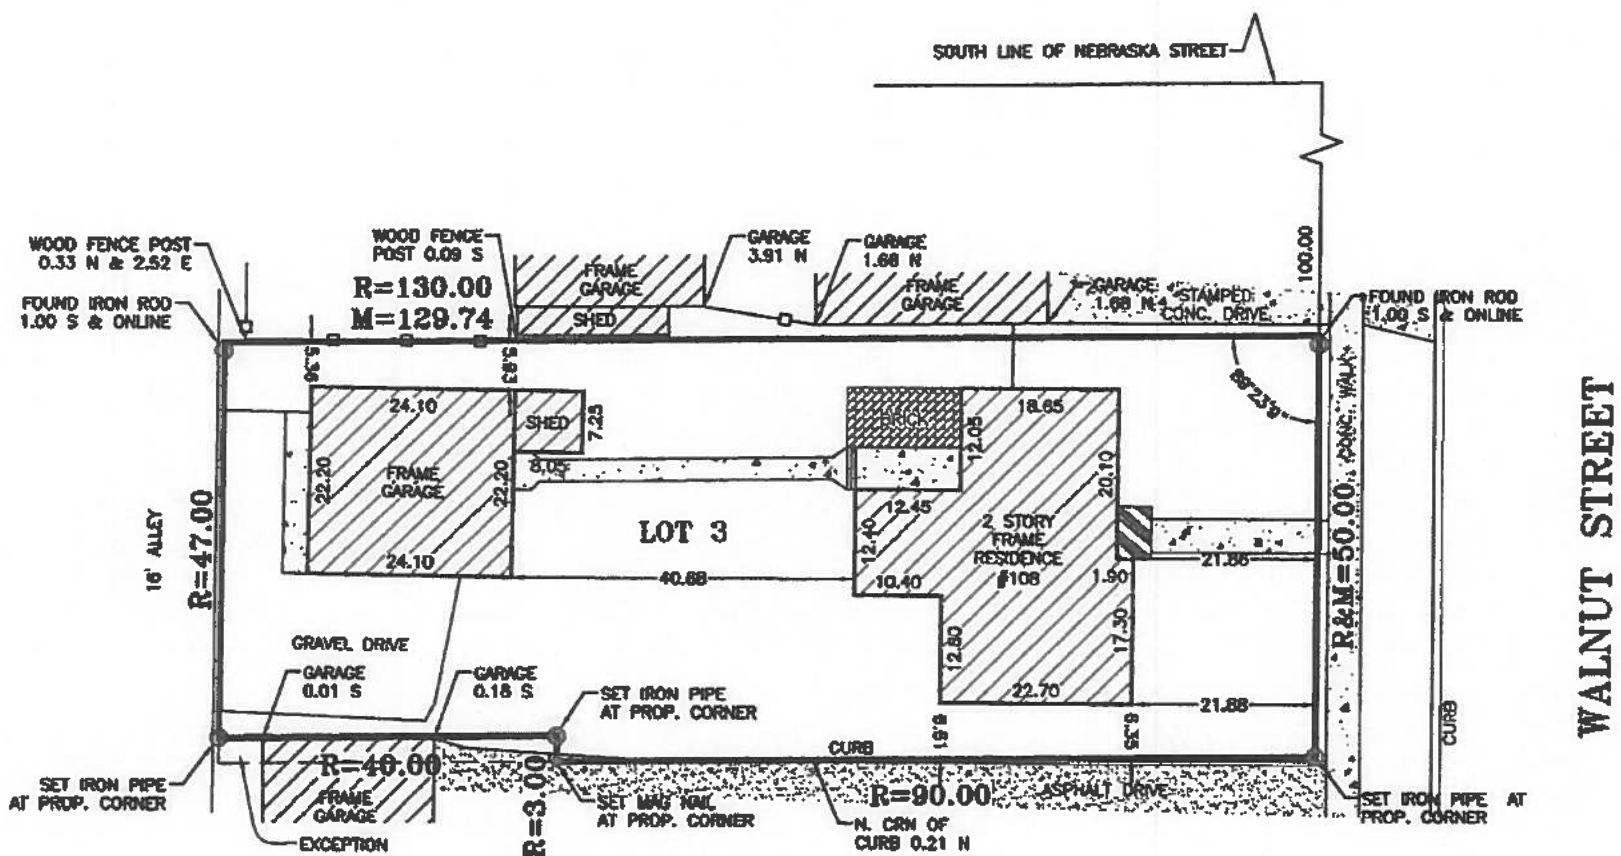 SOUTH LINE OF NEBRASKA STREET
100.00
WOOD FENCE POST
0.33 N & 2.52 E
FOUND IRON ROD
1.00 S & ONLINE
WOOD FENCE
POST 0.09 S
R=130.00
M=129.74
FRAME
GARAGE
SHED
GARAGE
3.91 N
GARAGE
1.68 N
FRAME
GARAGE
GARAGE
1.68 N
STAMPED
CONC. DRIVE
FOUND IRON ROD
1.00 S & ONLINE
5.36
5.93
24.10
22.20
FRAME
GARAGE
22.20
24.10
SHED
7.25
8.05
BRICK
12.05
18.65
20.10
12.45
12.40
10.40
2 STORY
FRAME
RESIDENCE
#108
1.90
17.30
12.80
22.70
21.88
21.88
CONC. WALK
R&M=50.00
WALNUT STREET
CURB
16' ALLEY
R=47.00
LOT 3
40.68
GRAVEL DRIVE
GARAGE
0.01 S
GARAGE
0.18 S
SET IRON PIPE
AT PROP. CORNER
6.35
CURB
SET IRON PIPE
AT PROP. CORNER
R=40.00
FRAME
GARAGE
EXCEPTION
R=3.00
SET MAG NAIL
AT PROP. CORNER
R=90.00
ASPHALT DRIVE
N. CRN OF
CURB 0.21 N
SET IRON PIPE AT
PROP. CORNER